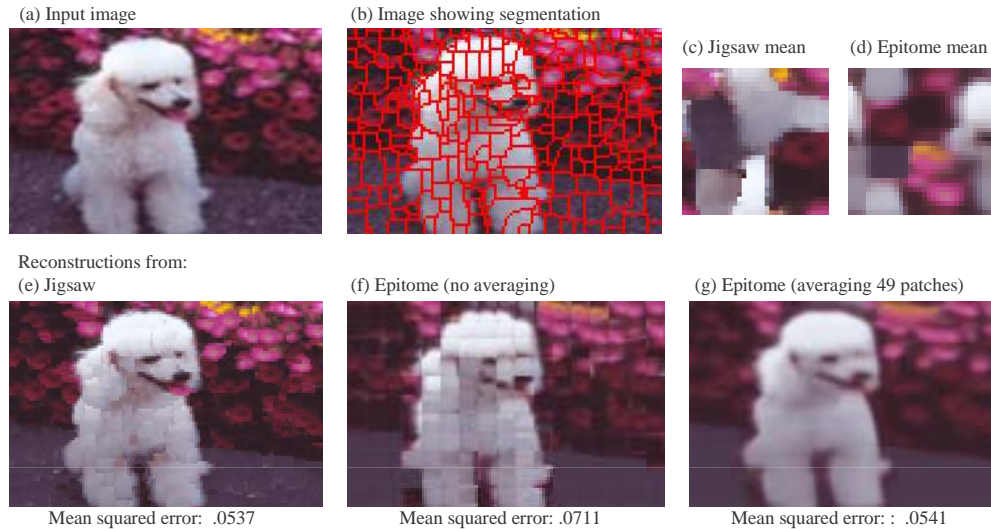 (a) Input image
(b) Image showing segmentation
(c) Jigsaw mean
(d) Epitome mean
Reconstructions from:
(e) Jigsaw
(f) Epitome (no averaging)
(g) Epitome (averaging 49 patches)
Mean squared error:  .0537
Mean squared error: .0711
Mean squared error: :  .0541